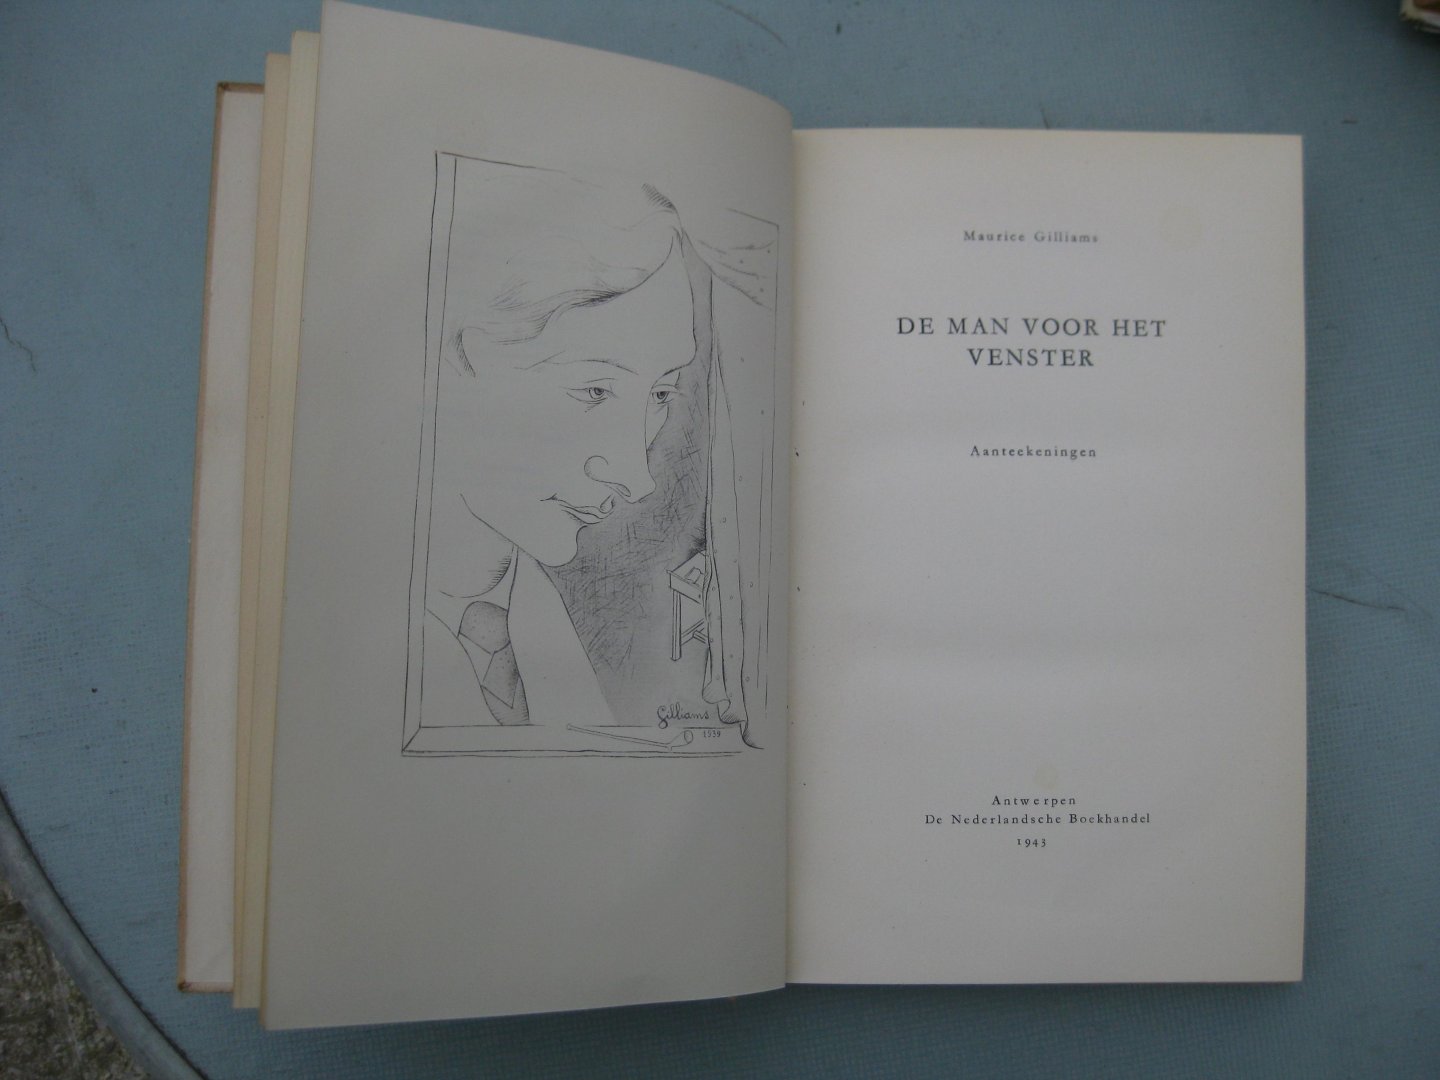 Gilliams
1939
Maurice Gilliams
DE MAN VOOR HET
VENSTER
Aanteekeningen
Antwerpen
De Nederlandsche Boekhandel
1943